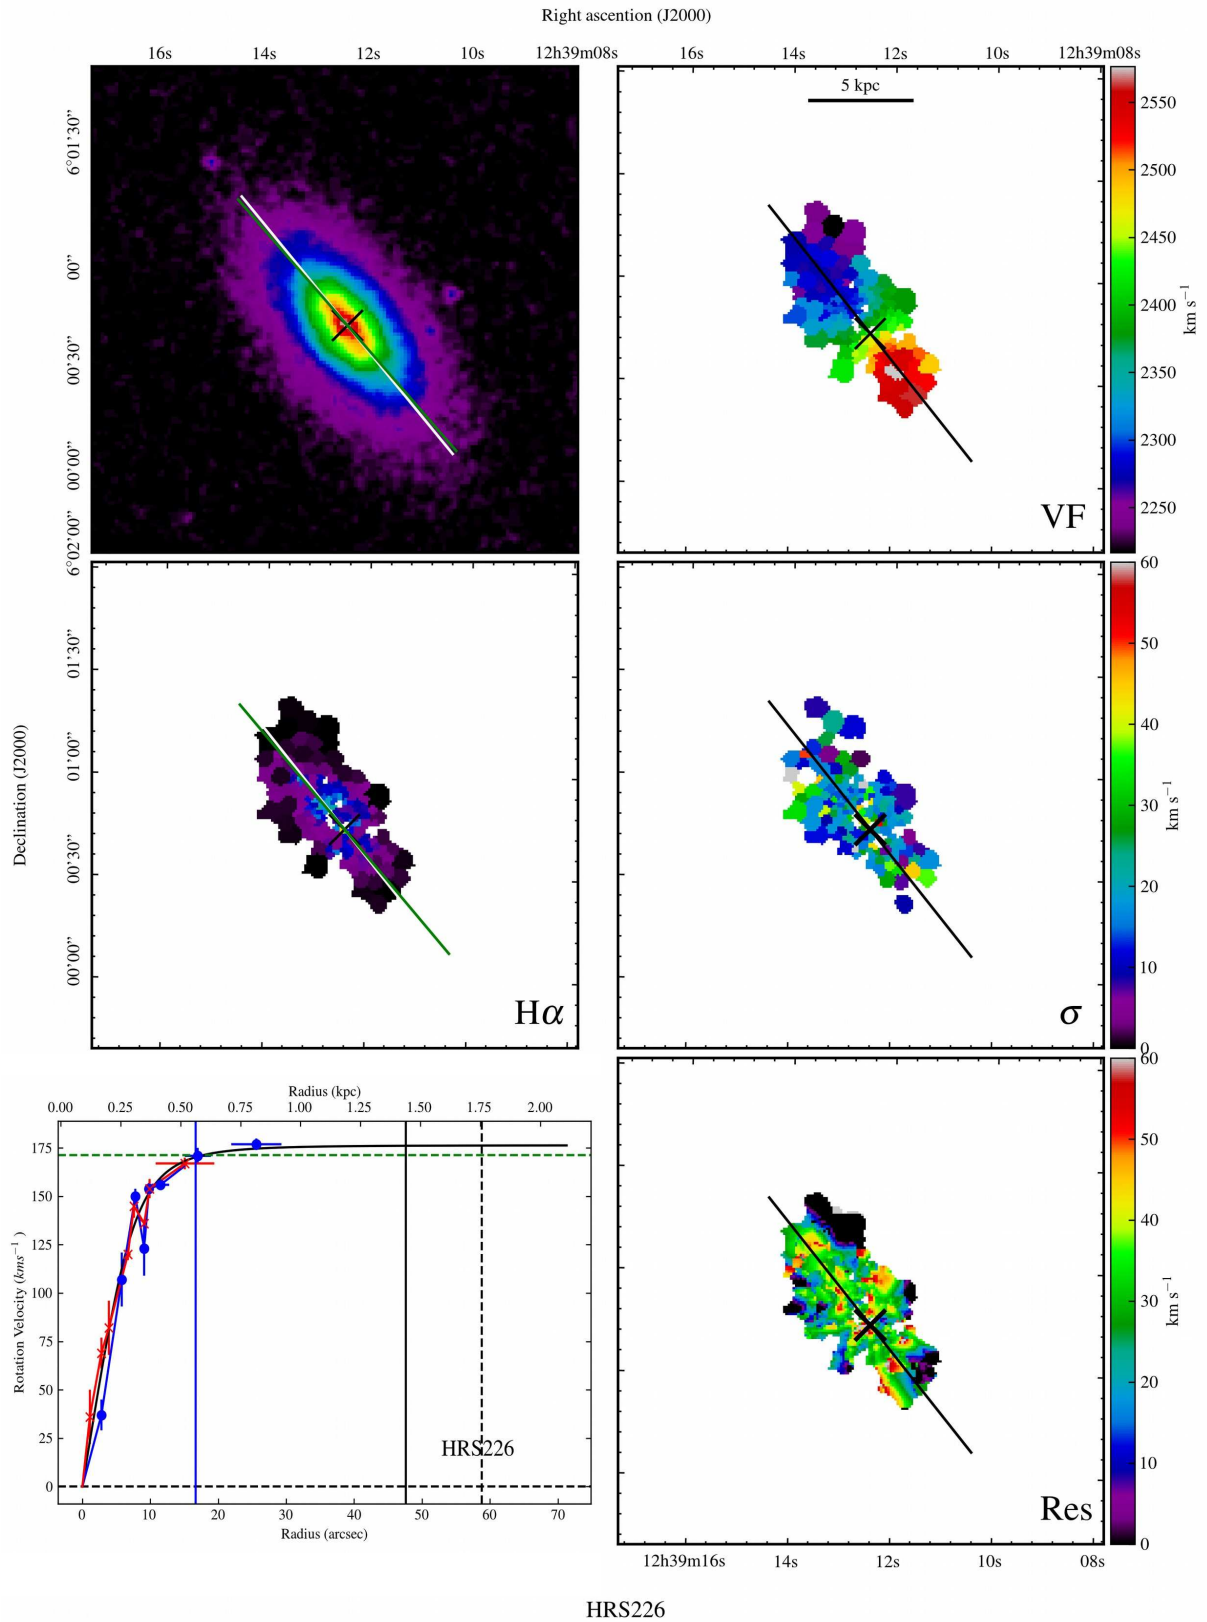 Right ascention (J2000)
16s 14s 12s 10s 12h39m08s 16s 14s 12s 10s 12h39m08s
5 kpc
6°01’30”
00”
00’30”
00’00”
6°02’00”
2550
2500
2450
2400
2350
2300
2250
km s−1
VF
Declination (J2000)
01’30”
01’00”
00’30”
00’00”
Hα
60
50
40
30
20
10
0
km s−1
σ
Radius (kpc)
0.00 0.25 0.50 0.75 1.00 1.25 1.50 1.75 2.00
Rotation Velocity (kms−1)
175
150
125
100
75
50
25
0
HRS226
0 10 20 30 40 50 60 70
Radius (arcsec)
60
50
40
30
20
10
0
km s−1
Res
12h39m16s 14s 12s 10s 08s
HRS226